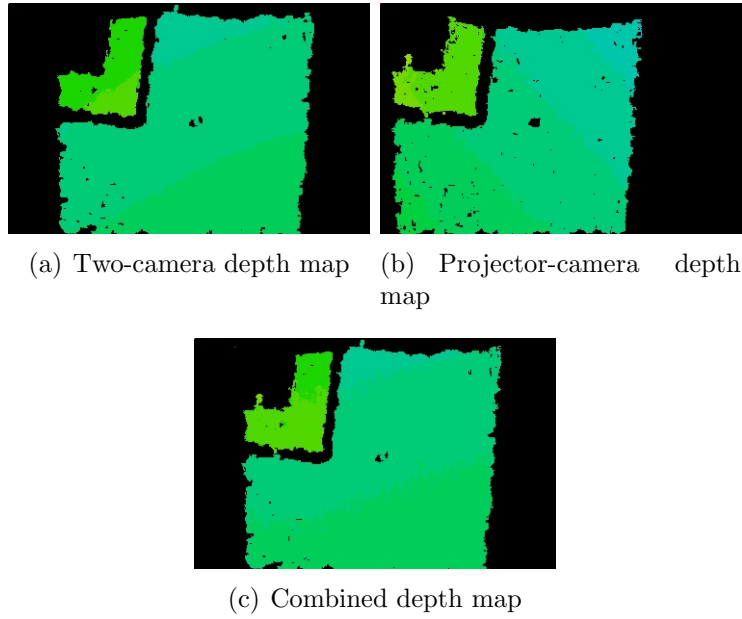 (a) Two-camera depth map
(b) Projector-camera depth
map
(c) Combined depth map